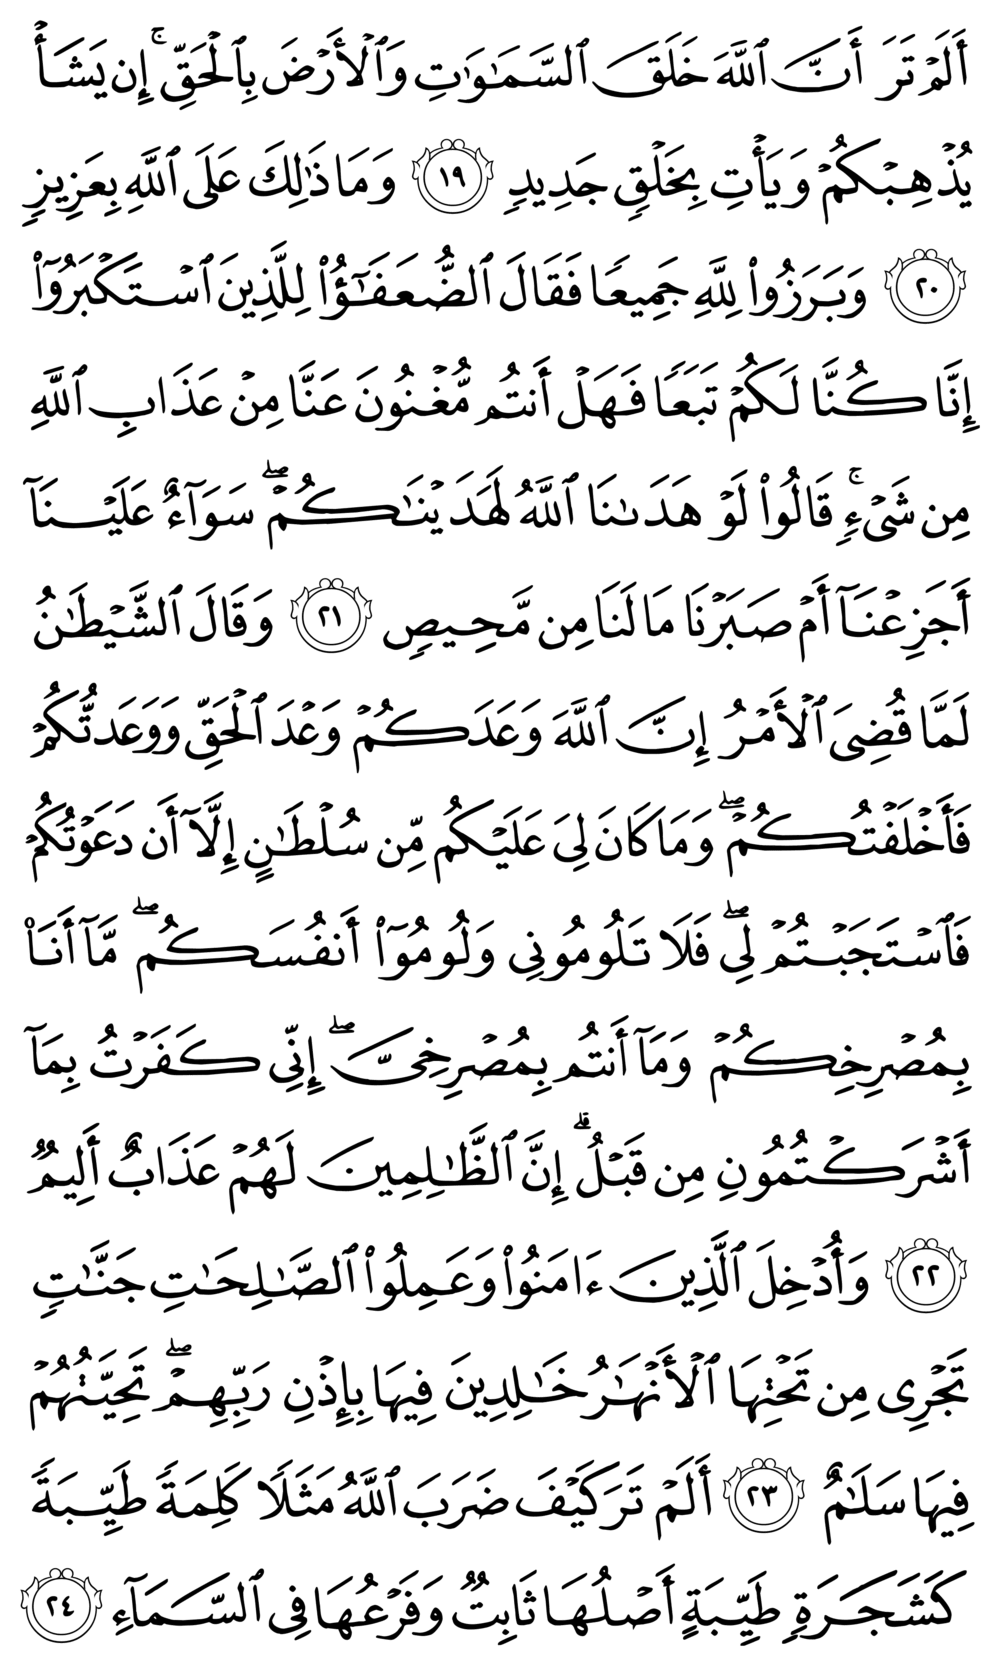 أَلَمۡ تَرَ أَنَّ ٱللَّهَ خَلَقَ ٱلسَّمَٰوَٰتِ وَٱلۡأَرۡضَ بِٱلۡحَقِّۚ إِن يَشَأۡ
يُذۡهِبۡكُمۡ وَيَأۡتِ بِخَلۡقٖ جَدِيدٖ ١٩ وَمَا ذَٰلِكَ عَلَى ٱللَّهِ بِعَزِيزٖ
٢٠ وَبَرَزُواْ لِلَّهِ جَمِيعٗا فَقَالَ ٱلضُّعَفَٰٓؤُاْ لِلَّذِينَ ٱسۡتَكۡبَرُوٓاْ
إِنَّا كُنَّا لَكُمۡ تَبَعٗا فَهَلۡ أَنتُم مُّغۡنُونَ عَنَّا مِنۡ عَذَابِ ٱللَّهِ
مِن شَيۡءٖۚ قَالُواْ لَوۡ هَدَىٰنَا ٱللَّهُ لَهَدَيۡنَٰكُمۡۖ سَوَآءٌ عَلَيۡنَآ
أَجَزِعۡنَآ أَمۡ صَبَرۡنَا مَا لَنَا مِن مَّحِيصٖ ٢١ وَقَالَ ٱلشَّيۡطَٰنُ
لَمَّا قُضِيَ ٱلۡأَمۡرُ إِنَّ ٱللَّهَ وَعَدَكُمۡ وَعۡدَ ٱلۡحَقِّ وَوَعَدتُّكُمۡ
فَأَخۡلَفۡتُكُمۡۖ وَمَا كَانَ لِيَ عَلَيۡكُم مِّن سُلۡطَٰنٍ إِلَّآ أَن دَعَوۡتُكُمۡ
فَٱسۡتَجَبۡتُمۡ لِيۖ فَلَا تَلُومُونِي وَلُومُوٓاْ أَنفُسَكُمۖ مَّآ أَنَا۠
بِمُصۡرِخِكُمۡ وَمَآ أَنتُم بِمُصۡرِخِيَّۖ إِنِّي كَفَرۡتُ بِمَآ
أَشۡرَكۡتُمُونِ مِن قَبۡلُۗ إِنَّ ٱلظَّٰلِمِينَ لَهُمۡ عَذَابٌ أَلِيمٞ
٢٢ وَأُدۡخِلَ ٱلَّذِينَ ءَامَنُواْ وَعَمِلُواْ ٱلصَّٰلِحَٰتِ جَنَّٰتٖ
تَجۡرِي مِن تَحۡتِهَا ٱلۡأَنۡهَٰرُ خَٰلِدِينَ فِيهَا بِإِذۡنِ رَبِّهِمۡۖ تَحِيَّتُهُمۡ
فِيهَا سَلَٰمٌ ٢٣ أَلَمۡ تَرَ كَيۡفَ ضَرَبَ ٱللَّهُ مَثَلٗا كَلِمَةٗ طَيِّبَةٗ
كَشَجَرَةٖ طَيِّبَةٍ أَصۡلُهَا ثَابِتٞ وَفَرۡعُهَا فِي ٱلسَّمَآءِ ٢٤